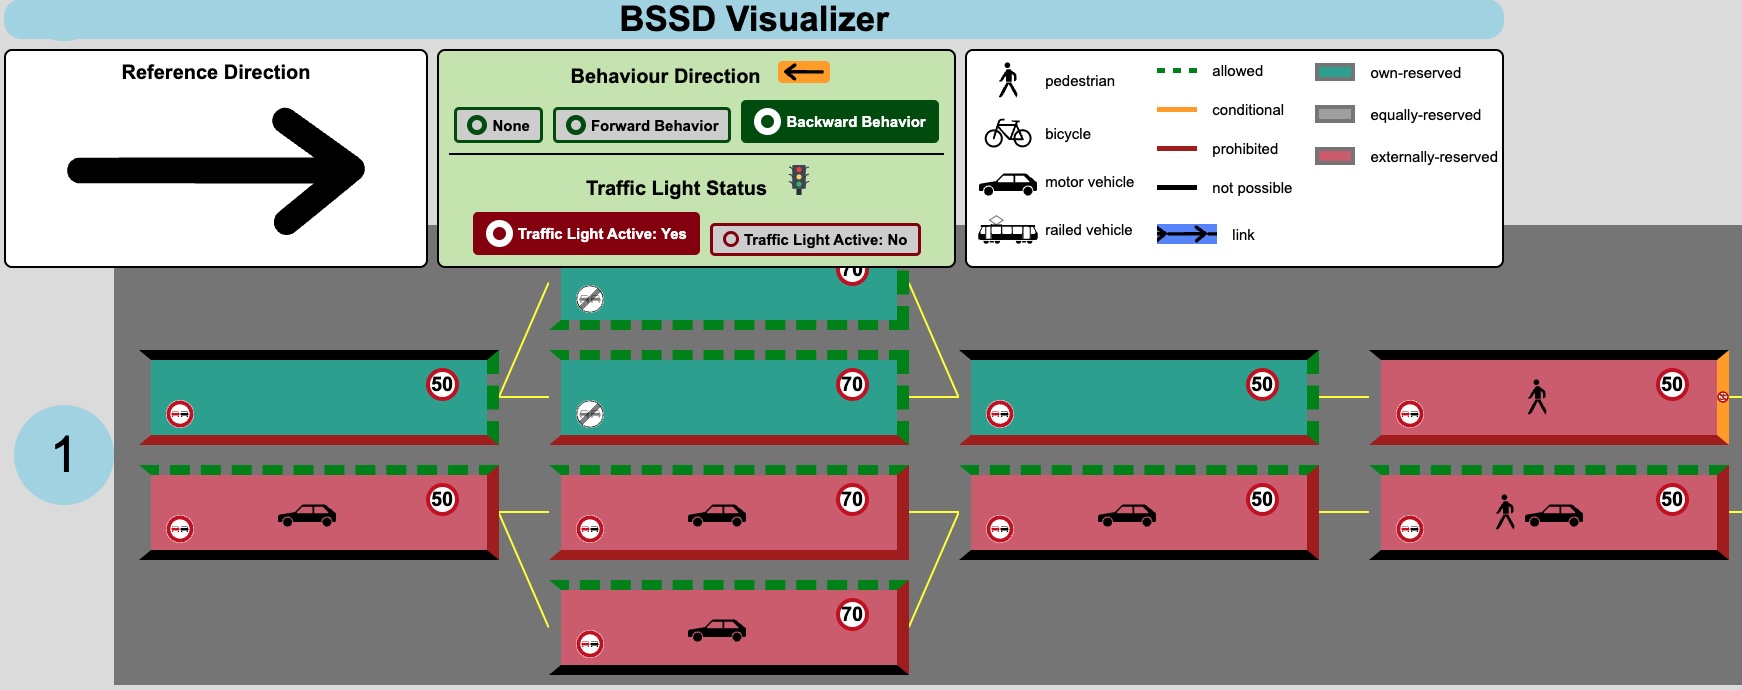 BSSD Visualizer
Reference Direction
Behaviour Direction
None
Forward Behavior
Backward Behavior
Traffic Light Status
Traffic Light Active: Yes
Traffic Light Active: No
pedestrian
bicycle
motor vehicle
railed vehicle
allowed
conditional
prohibited
not possible
link
own-reserved
equally-reserved
externally-reserved
70
50
70
50
50
1
50
70
50
50
70